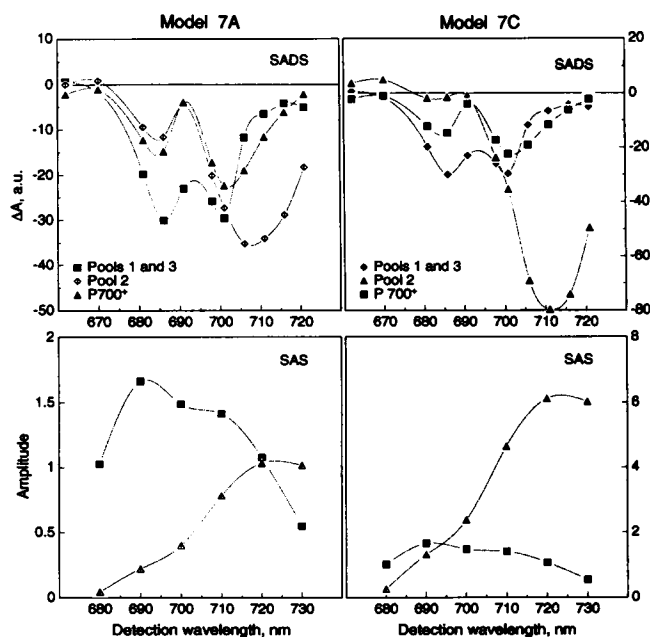 Model 7A
Model 7C
10
0
-10
-20
-30
-40
-50
ΔA, a.u.
SADS
■ Pools 1 and 3
◇ Pool 2
▲ P700⁺
670 680 690 700 710 720
20
0
-20
-40
-60
-80
SADS
◆ Pools 1 and 3
▲ Pool 2
■ P 700⁺
670 680 690 700 710 720
2
1.5
1
0.5
0
Amplitude
SAS
680 690 700 710 720 730
Detection wavelength, nm
8
6
4
2
0
SAS
680 690 700 710 720 730
Detection wavelength, nm